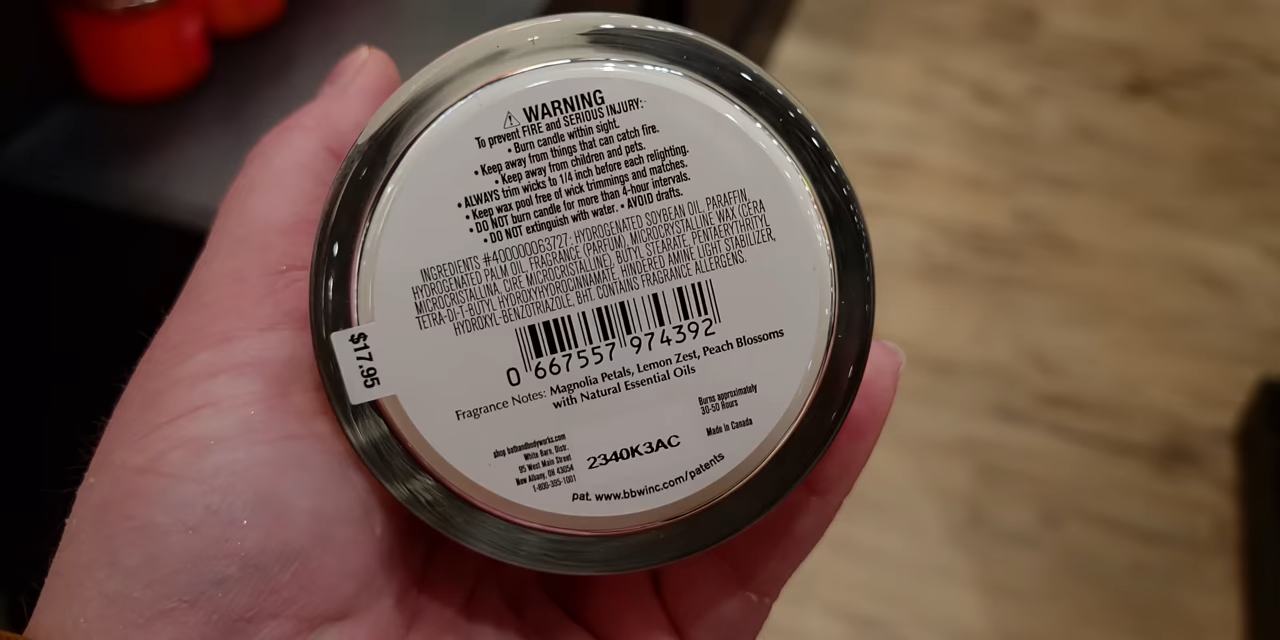 ⚠ WARNING
To prevent FIRE and SERIOUS INJURY:
• Burn candle within sight.
• Keep away from things that can catch fire.
• Keep away from children and pets.
• ALWAYS trim wicks to 1/4 inch before each relighting.
• Keep wax pool free of wick trimmings and matches.
• DO NOT burn candle for more than 4-hour intervals.
• DO NOT extinguish with water. • AVOID drafts.
INGREDIENTS #400000063727: HYDROGENATED SOYBEAN OIL, PARAFFIN,
HYDROGENATED PALM OIL, FRAGRANCE (PARFUM), MICROCRYSTALLINE WAX (CERA
MICROCRISTALLINA, CIRE MICROCRISTALLINE), BUTYL STEARATE, PENTAERYTHRITYL
TETRA-DI-T-BUTYL HYDROXYHYDROCINNAMATE, HINDERED AMINE LIGHT STABILIZER,
HYDROXYL-BENZOTRIAZOLE, BHT. CONTAINS FRAGRANCE ALLERGENS.
0 667557 974392
$17.95
Fragrance Notes: Magnolia Petals, Lemon Zest, Peach Blossoms
with Natural Essential Oils
Burns approximately
30-50 Hours
Made in Canada
shop bathandbodyworks.com
White Barn, Distr.
95 West Main Street
New Albany, OH 43054
1-800-395-1001
2340K3AC
pat. www.bbwinc.com/patents